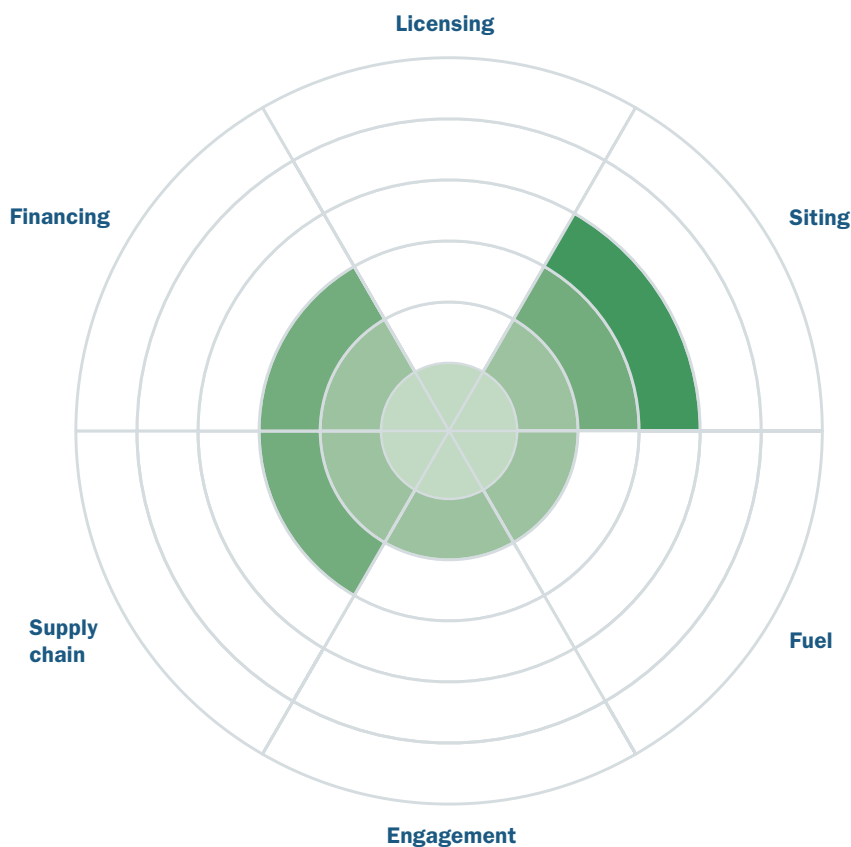 Licensing
Financing
Siting
Supply
chain
Fuel
Engagement